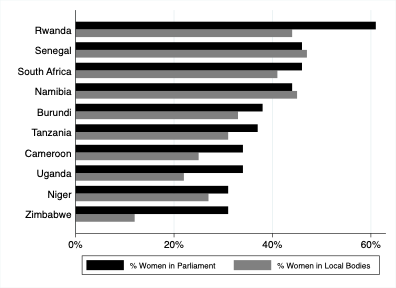 Rwanda
Senegal
South Africa
Namibia
Burundi
Tanzania
Cameroon
Uganda
Niger
Zimbabwe
0% 20% 40% 60%
% Women in Parliament % Women in Local Bodies